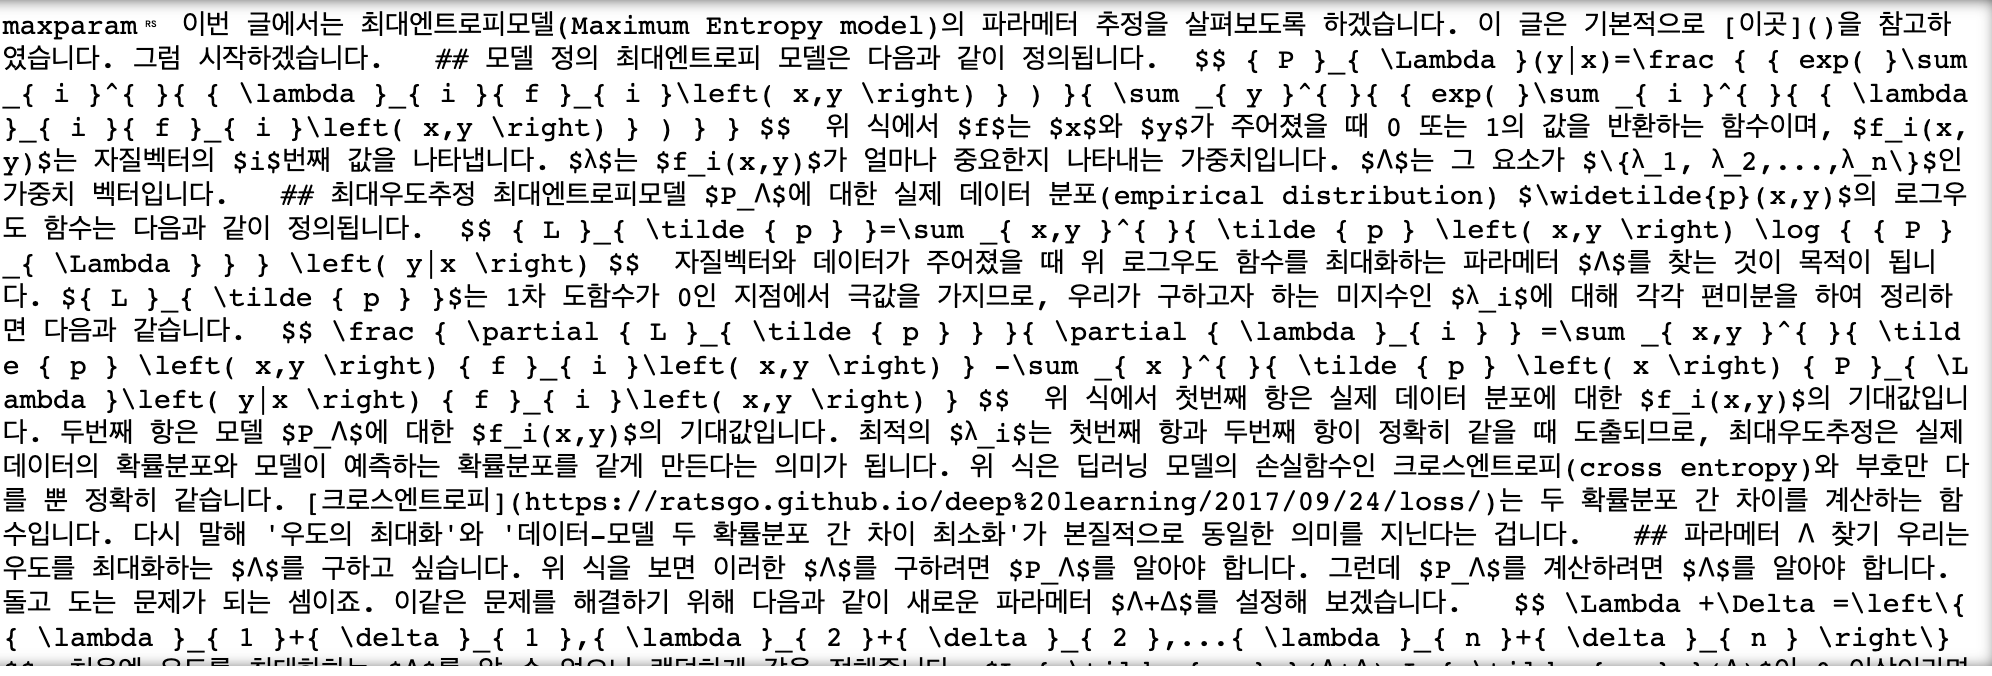 maxparam RS 이번 글에서는 최대엔트로피모델(Maximum Entropy model)의 파라메터 추정을 살펴보도록 하겠습니다. 이 글은 기본적으로 [이곳]()을 참고하
였습니다. 그럼 시작하겠습니다.   ## 모델 정의 최대엔트로피 모델은 다음과 같이 정의됩니다.  $$ { P }_{ \Lambda }(y|x)=\frac { { exp( }\sum
_{ i }^{ }{ { \lambda }_{ i }{ f }_{ i }\left( x,y \right) } ) }{ \sum _{ y }^{ }{ { exp( }\sum _{ i }^{ }{ { \lambda
}_{ i }{ f }_{ i }\left( x,y \right) } ) } } $$  위 식에서 $f$는 $x$와 $y$가 주어졌을 때 0 또는 1의 값을 반환하는 함수이며, $f_i(x,
y)$는 자질벡터의 $i$번째 값을 나타냅니다. $λ$는 $f_i(x,y)$가 얼마나 중요한지 나타내는 가중치입니다. $Λ$는 그 요소가 $\{λ_1, λ_2,...,λ_n\}$인
가중치 벡터입니다.   ## 최대우도추정 최대엔트로피모델 $P_Λ$에 대한 실제 데이터 분포(empirical distribution) $\widetilde{p}(x,y)$의 로그우
도 함수는 다음과 같이 정의됩니다.  $$ { L }_{ \tilde { p } }=\sum _{ x,y }^{ }{ \tilde { p } \left( x,y \right) \log { { P }
_{ \Lambda } } } \left( y|x \right) $$  자질벡터와 데이터가 주어졌을 때 위 로그우도 함수를 최대화하는 파라메터 $Λ$를 찾는 것이 목적이 됩니
다. ${ L }_{ \tilde { p } }$는 1차 도함수가 0인 지점에서 극값을 가지므로, 우리가 구하고자 하는 미지수인 $λ_i$에 대해 각각 편미분을 하여 정리하
면 다음과 같습니다.  $$ \frac { \partial { L }_{ \tilde { p } } }{ \partial { \lambda }_{ i } } =\sum _{ x,y }^{ }{ \tild
e { p } \left( x,y \right) { f }_{ i }\left( x,y \right) } -\sum _{ x }^{ }{ \tilde { p } \left( x \right) { P }_{ \L
ambda }\left( y|x \right) { f }_{ i }\left( x,y \right) } $$  위 식에서 첫번째 항은 실제 데이터 분포에 대한 $f_i(x,y)$의 기대값입니
다. 두번째 항은 모델 $P_Λ$에 대한 $f_i(x,y)$의 기대값입니다. 최적의 $λ_i$는 첫번째 항과 두번째 항이 정확히 같을 때 도출되므로, 최대우도추정은 실제
데이터의 확률분포와 모델이 예측하는 확률분포를 같게 만든다는 의미가 됩니다. 위 식은 딥러닝 모델의 손실함수인 크로스엔트로피(cross entropy)와 부호만 다
를 뿐 정확히 같습니다. [크로스엔트로피](https://ratsgo.github.io/deep%20learning/2017/09/24/loss/)는 두 확률분포 간 차이를 계산하는 함
수입니다. 다시 말해 '우도의 최대화'와 '데이터-모델 두 확률분포 간 차이 최소화'가 본질적으로 동일한 의미를 지닌다는 겁니다.   ## 파라메터 Λ 찾기 우리는
우도를 최대화하는 $Λ$를 구하고 싶습니다. 위 식을 보면 이러한 $Λ$를 구하려면 $P_Λ$를 알아야 합니다. 그런데 $P_Λ$를 계산하려면 $Λ$를 알아야 합니다.
돌고 도는 문제가 되는 셈이죠. 이같은 문제를 해결하기 위해 다음과 같이 새로운 파라메터 $Λ+Δ$를 설정해 보겠습니다.   $$ \Lambda +\Delta =\left\{
{ \lambda }_{ 1 }+{ \delta }_{ 1 },{ \lambda }_{ 2 }+{ \delta }_{ 2 },...{ \lambda }_{ n }+{ \delta }_{ n } \right\}